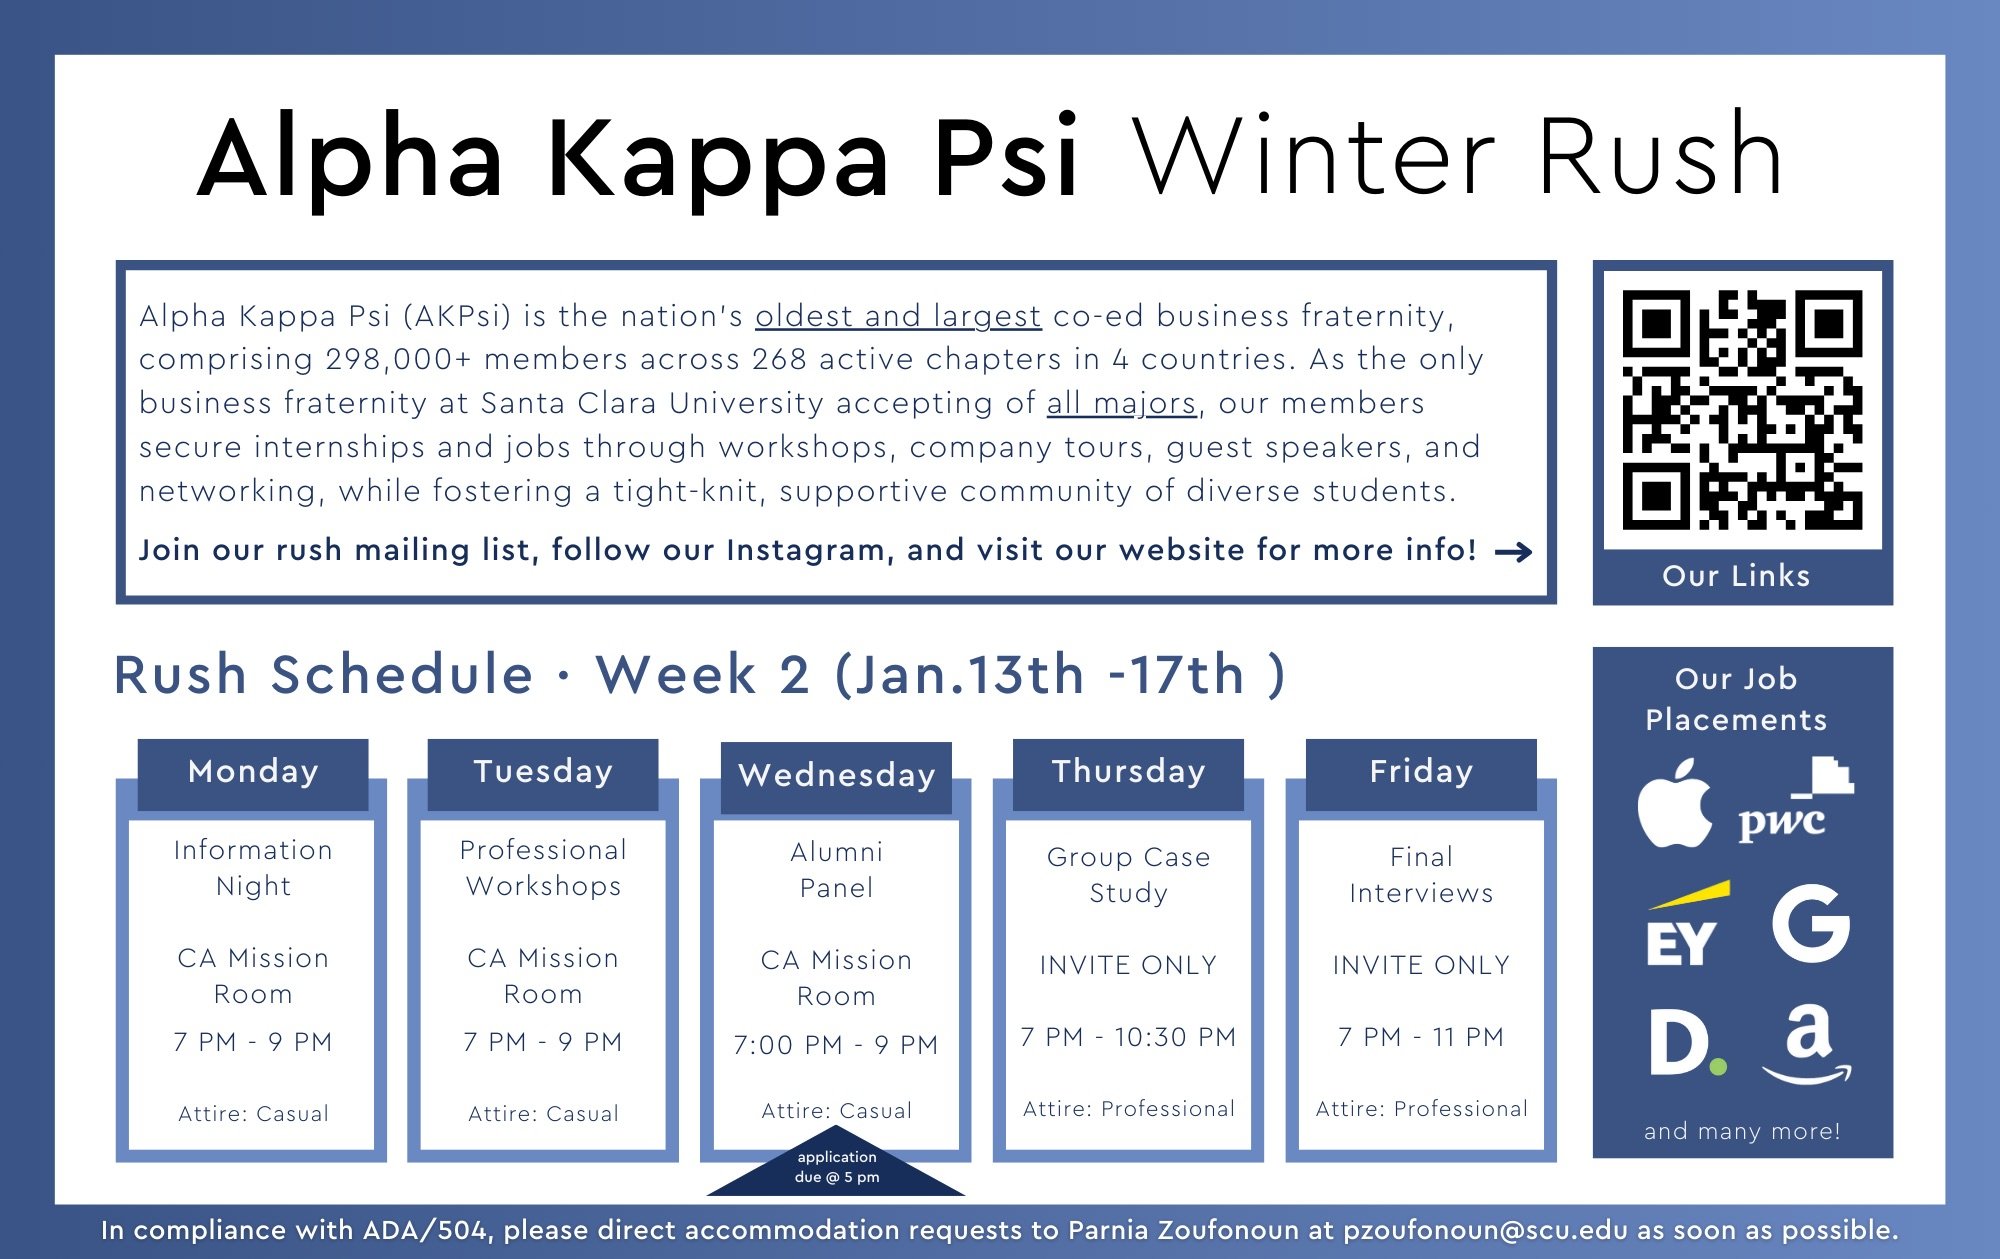 Alpha Kappa Psi Winter Rush
Alpha Kappa Psi (AKPsi) is the nation's oldest and largest co-ed business fraternity,
comprising 298,000+ members across 268 active chapters in 4 countries. As the only
business fraternity at Santa Clara University accepting of all majors, our members
secure internships and jobs through workshops, company tours, guest speakers, and
networking, while fostering a tight-knit, supportive community of diverse students.
Join our rush mailing list, follow our Instagram, and visit our website for more info! →
Our Links
Rush Schedule · Week 2 (Jan.13th -17th )
Monday
Information
Night
CA Mission
Room
7 PM - 9 PM
Attire: Casual
Tuesday
Professional
Workshops
CA Mission
Room
7 PM - 9 PM
Attire: Casual
Wednesday
Alumni
Panel
CA Mission
Room
7:00 PM - 9 PM
Attire: Casual
application
due @ 5 pm
Thursday
Group Case
Study
INVITE ONLY
7 PM - 10:30 PM
Attire: Professional
Friday
Final
Interviews
INVITE ONLY
7 PM - 11 PM
Attire: Professional
Our Job
Placements
pwc
EY
G
D.
a
and many more!
In compliance with ADA/504, please direct accommodation requests to Parnia Zoufonoun at pzoufonoun@scu.edu as soon as possible.